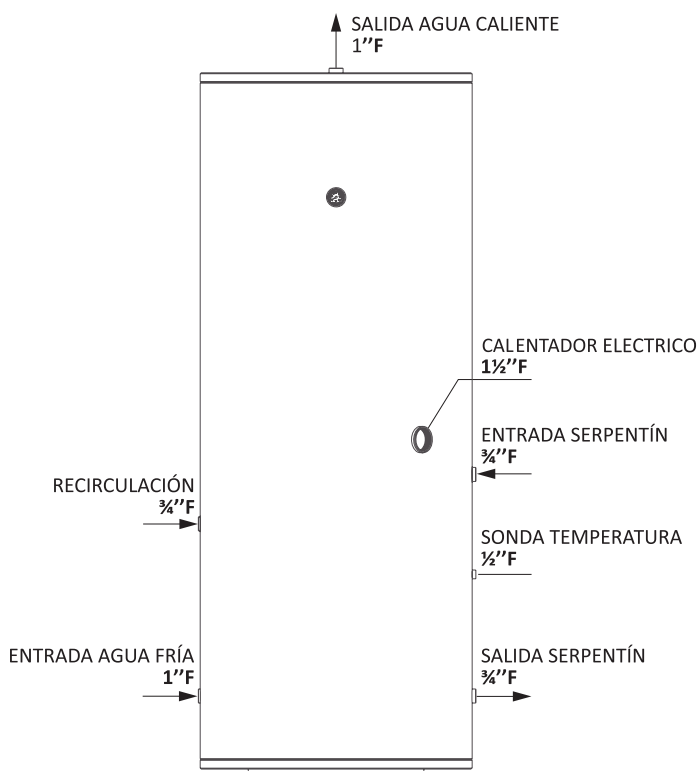 SALIDA AGUA CALIENTE
1’’F
CALENTADOR ELECTRICO
1½’’F
ENTRADA SERPENTÍN
¾’’F
RECIRCULACIÓN
¾’’F
SONDA TEMPERATURA
½’’F
ENTRADA AGUA FRÍA
1’’F
SALIDA SERPENTÍN
¾’’F